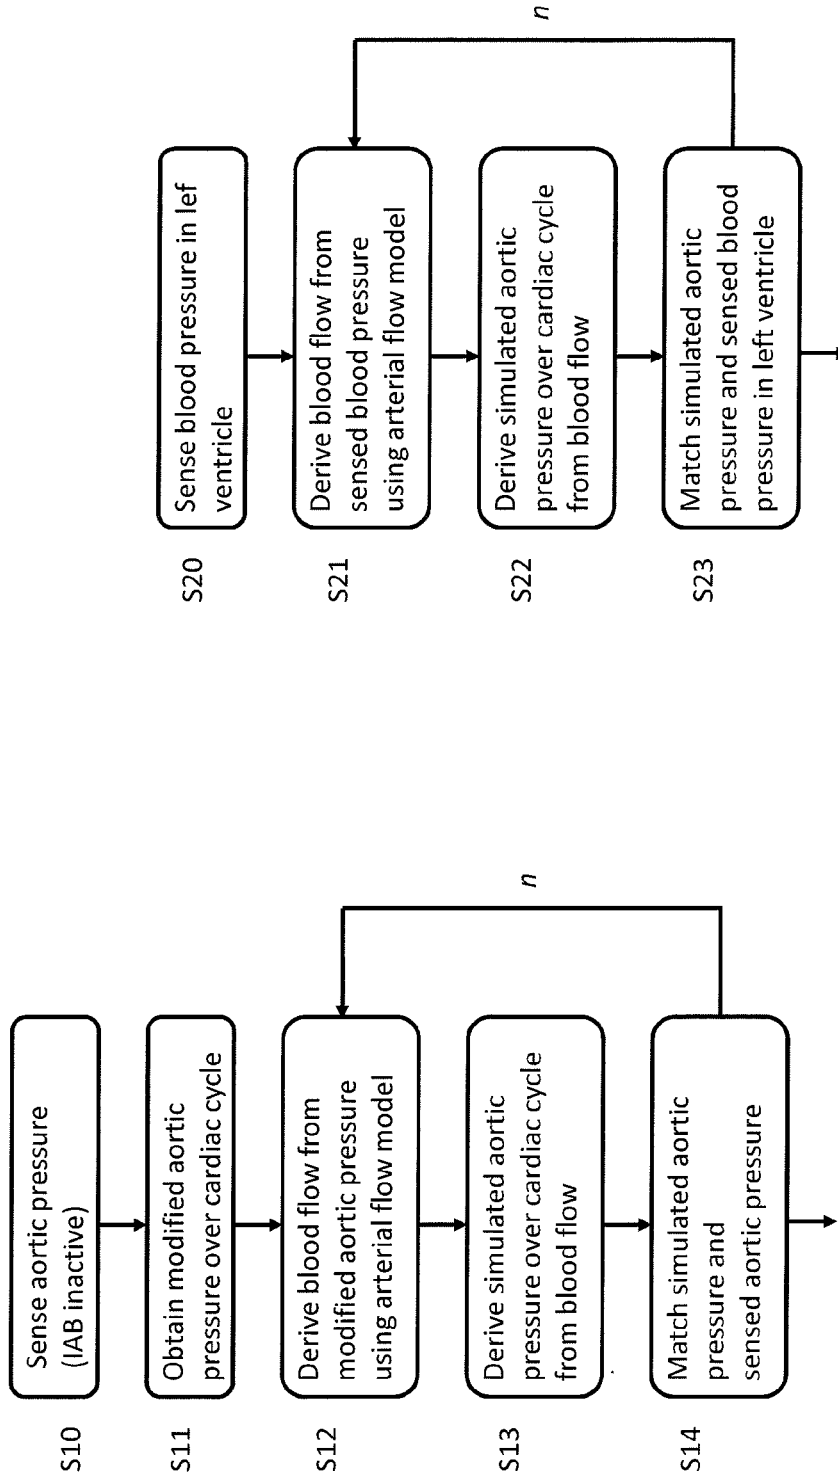 S10
Sense aortic pressure
(IAB inactive)
S11
Obtain modified aortic
pressure over cardiac cycle
S12
Derive blood flow from
modified aortic pressure
using arterial flow model
n
S13
Derive simulated aortic
pressure over cardiac cycle
from blood flow
S14
Match simulated aortic
pressure and
sensed aortic pressure
S20
Sense blood pressure in lef
ventricle
S21
Derive blood flow from
sensed blood pressure
using arterial flow model
n
S22
Derive simulated aortic
pressure over cardiac cycle
from blood flow
S23
Match simulated aortic
pressure and sensed blood
pressure in left ventricle